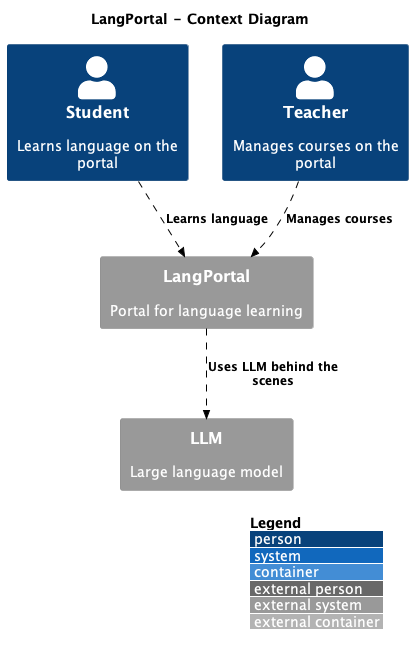 LangPortal – Context Diagram
Student
Learns language on the
portal
Teacher
Manages courses on the
portal
Learns language
Manages courses
LangPortal
Portal for language learning
Uses LLM behind the
scenes
LLM
Large language model
Legend
person
system
container
external person
external system
external container